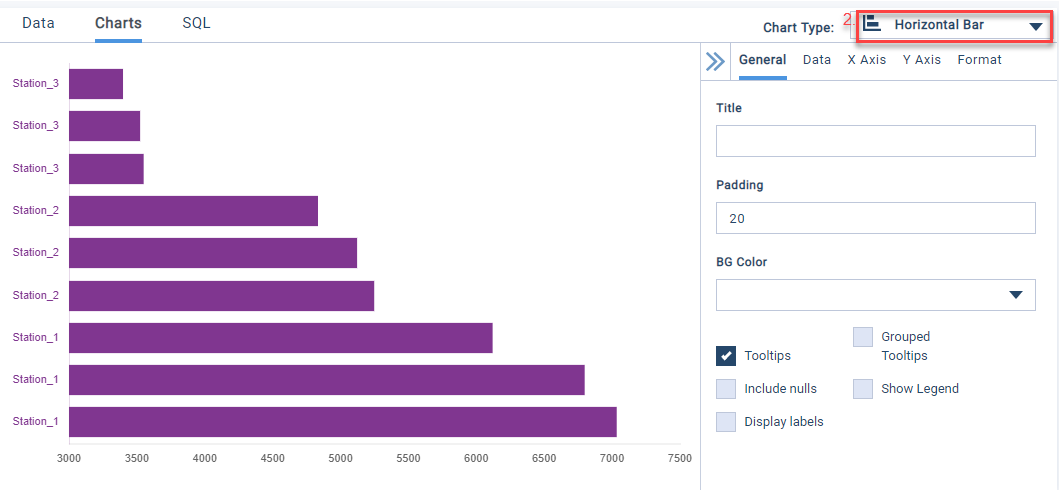 Data Charts SQL
Chart Type: 2. Horizontal Bar
General Data X Axis Y Axis Format
Title
Padding
20
BG Color
Tooltips
Grouped
Tooltips
Include nulls
Show Legend
Display labels
Station_3
Station_3
Station_3
Station_2
Station_2
Station_2
Station_1
Station_1
Station_1
3000 3500 4000 4500 5000 5500 6000 6500 7000 7500